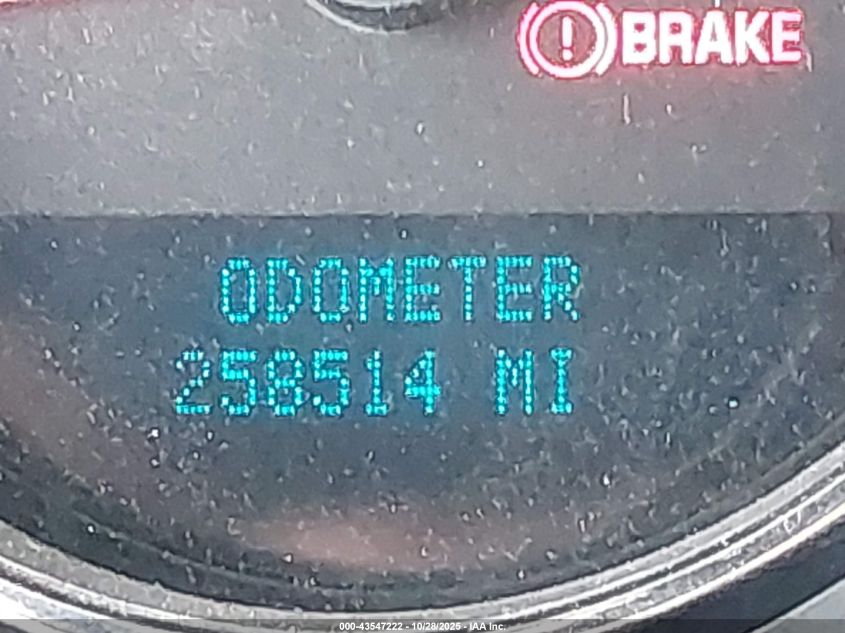 BRAKE
ODOMETER
258514 MI
000-43547222 - 10/28/2025 - IAA Inc.